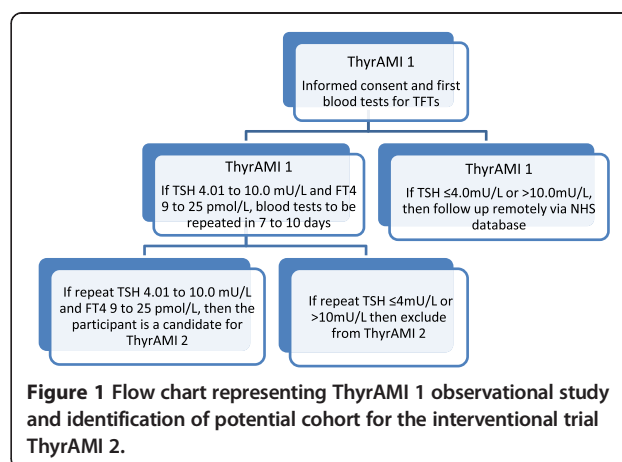 ThyrAMI 1
Informed consent and first
blood tests for TFTs
ThyrAMI 1
If TSH 4.01 to 10.0 mU/L and FT4
9 to 25 pmol/L, blood tests to be
repeated in 7 to 10 days
ThyrAMI 1
If TSH ≤4.0mU/L or >10.0mU/L,
then follow up remotely via NHS
database
If repeat TSH 4.01 to 10.0 mU/L
and FT4 9 to 25 pmol/L, then the
participant is a candidate for
ThyrAMI 2
If repeat TSH ≤4mU/L or
>10mU/L then exclude
from ThyrAMI 2
Figure 1 Flow chart representing ThyrAMI 1 observational study
and identification of potential cohort for the interventional trial
ThyrAMI 2.